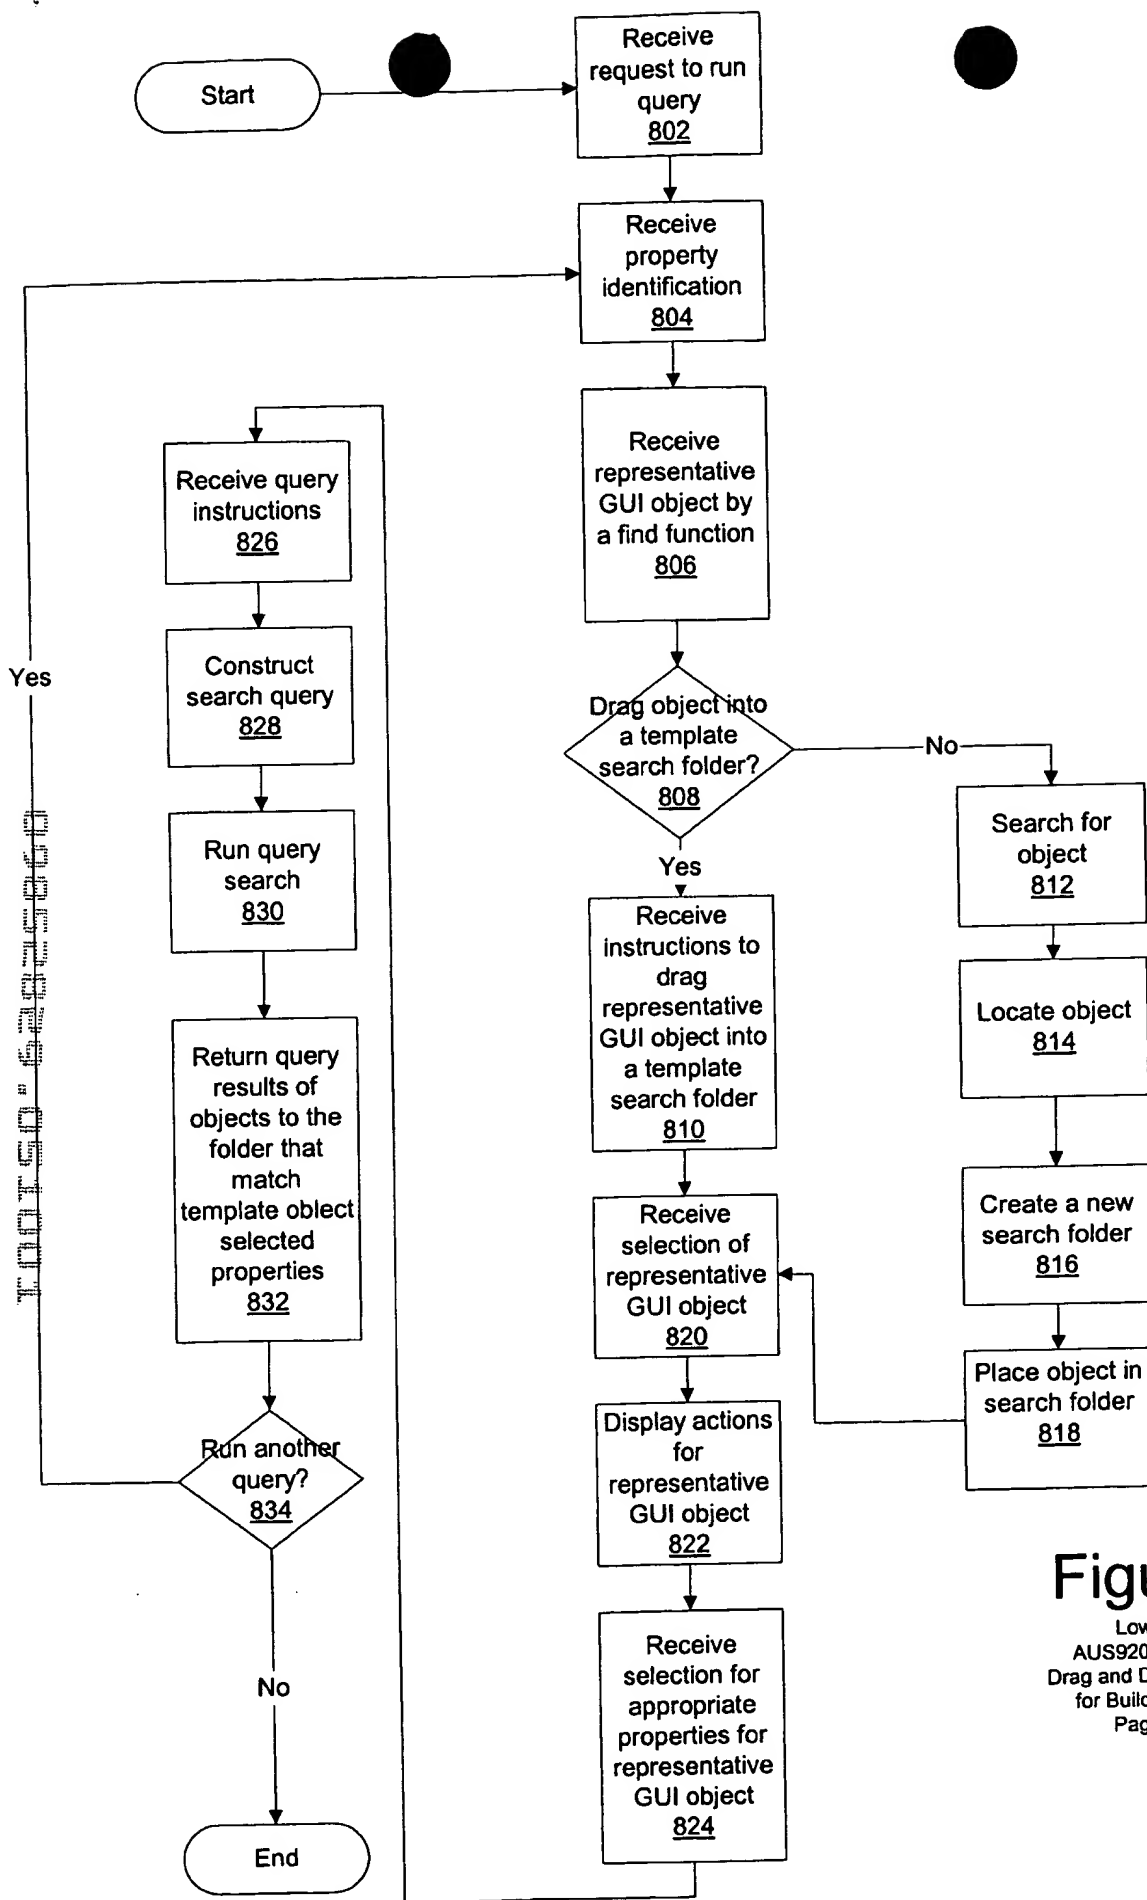 Start
Receive
request to run
query
802
Receive
property
identification
804
Receive
representative
GUI object by
a find function
806
Drag object into
a template
search folder?
808
No
Yes
Search for
object
812
Locate object
814
Create a new
search folder
816
Place object in
search folder
818
Receive
instructions to
drag
representative
GUI object into
a template
search folder
810
Receive
selection of
representative
GUI object
820
Display actions
for
representative
GUI object
822
Receive
selection for
appropriate
properties for
representative
GUI object
824
Receive query
instructions
826
Construct
search query
828
Run query
search
830
Return query
results of
objects to the
folder that
match
template oblect
selected
properties
832
Run another
query?
834
Yes
No
End
AUS920
Drag and